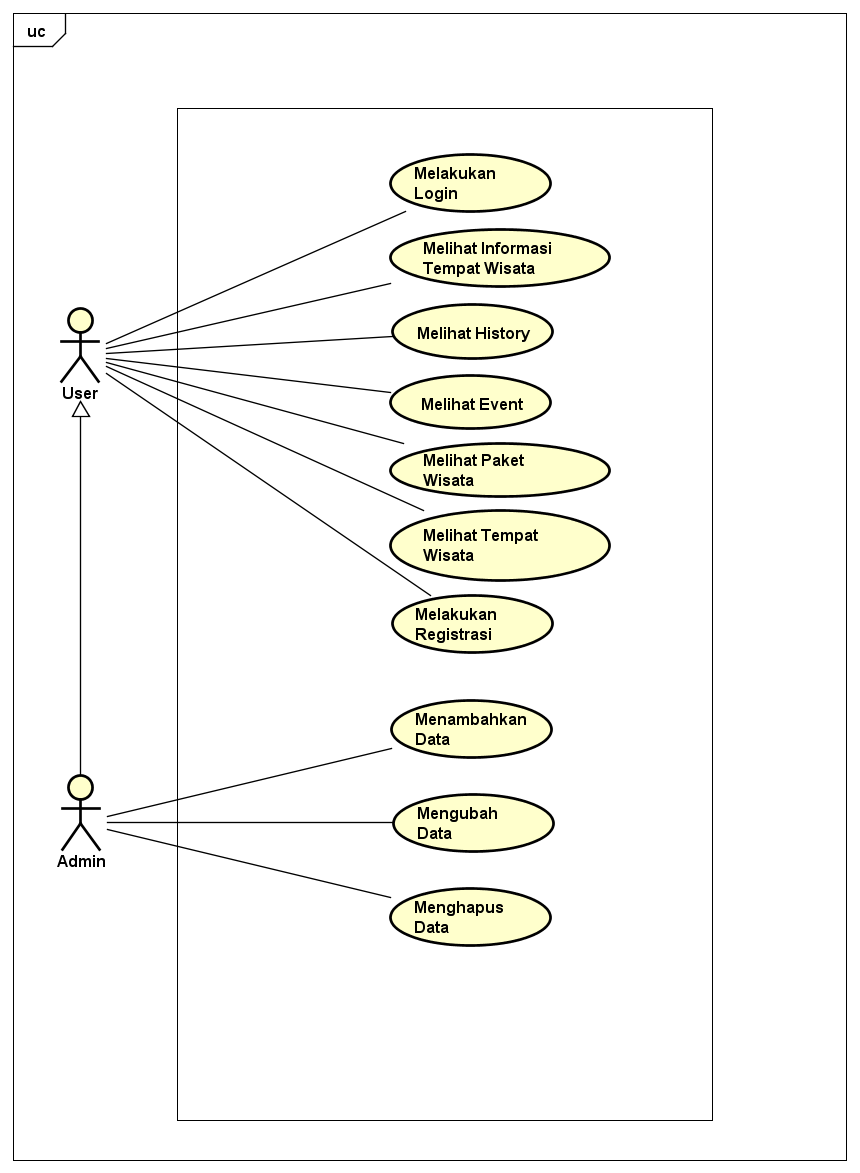 uc
Melakukan
Login
Melihat Informasi
Tempat Wisata
Melihat History
User
Melihat Event
Melihat Paket
Wisata
Melihat Tempat
Wisata
Melakukan
Registrasi
Menambahkan
Data
Mengubah
Data
Admin
Menghapus
Data